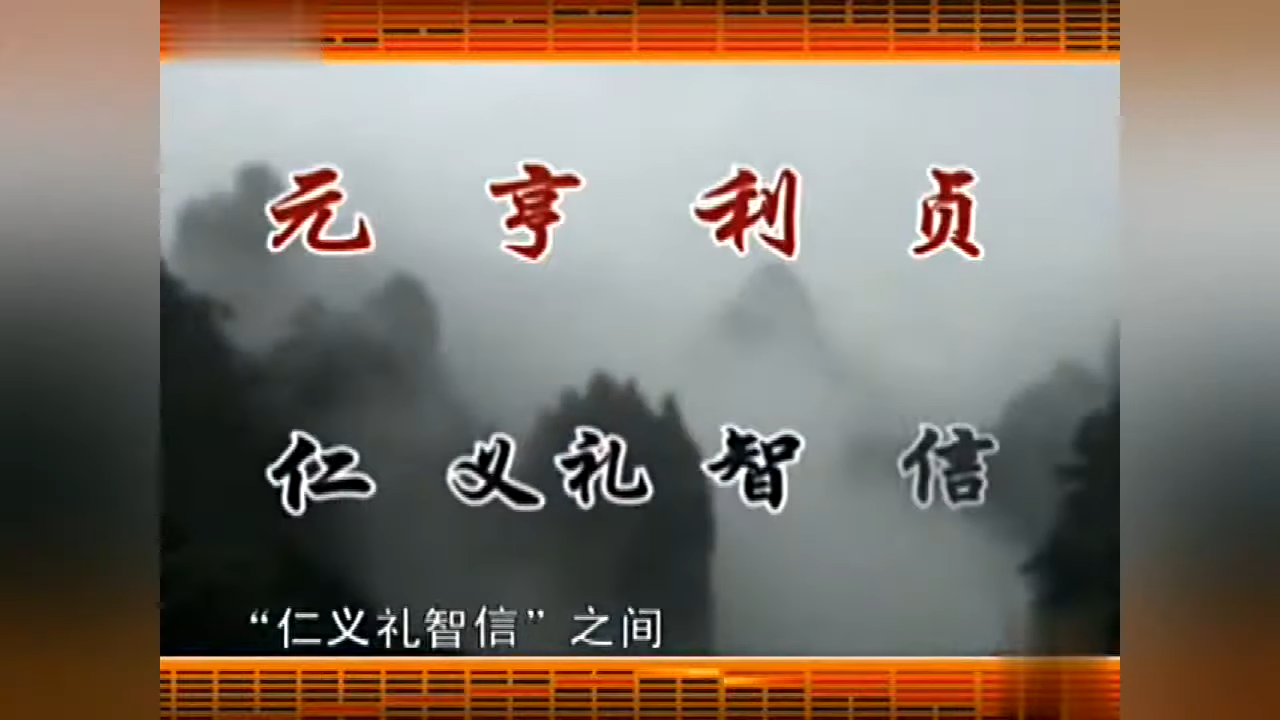 元 亨 利 贞
仁 义 礼 智 信
“仁义礼智信”之间